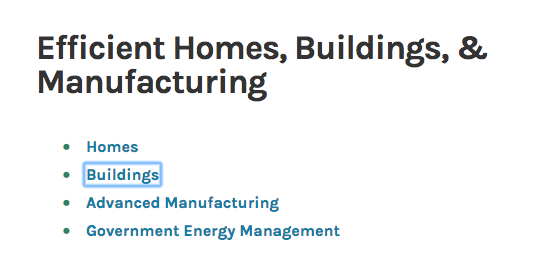 Efficient Homes, Buildings, &
Manufacturing
Homes
Buildings
Advanced Manufacturing
Government Energy Management